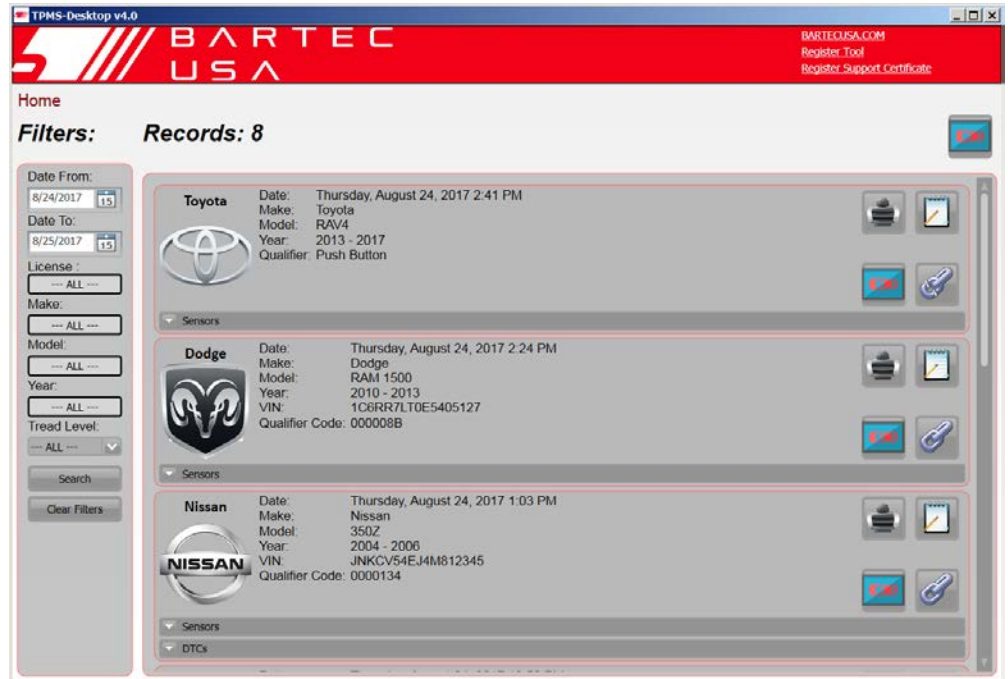 TPMS-Desktop v4.0
BARTEC
USA
BARTECUSA.COM
Register Tool
Register Support Certificate
Home
Filters:
Records: 8
Date From:
8/24/2017
15
Date To:
8/25/2017
15
License :
--- ALL ---
Make:
--- ALL ---
Model:
--- ALL ---
Year:
--- ALL ---
Tread Level:
--- ALL ---
Search
Clear Filters
Toyota
Date: Thursday, August 24, 2017 2:41 PM
Make: Toyota
Model: RAV4
Year: 2013 - 2017
Qualifier: Push Button
Sensors
Dodge
Date: Thursday, August 24, 2017 2:24 PM
Make: Dodge
Model: RAM 1500
Year: 2010 - 2013
VIN: 1C6RR7LT0E5405127
Qualifier Code: 000008B
Sensors
Nissan
NISSAN
Date: Thursday, August 24, 2017 1:03 PM
Make: Nissan
Model: 350Z
Year: 2004 - 2006
VIN: JNKCV54EJ4M812345
Qualifier Code: 0000134
Sensors
DTCs